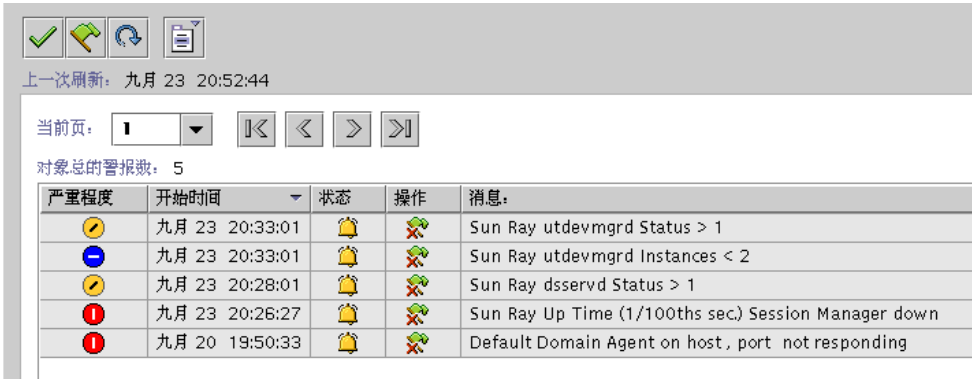 上一次刷新: 九月 23 20:52:44
当前页: 1
对象总的警报数: 5
严重程度 开始时间 状态 操作 消息:
九月 23 20:33:01 Sun Ray utdevmgrd Status > 1
九月 23 20:33:01 Sun Ray utdevmgrd Instances < 2
九月 23 20:28:01 Sun Ray dsservd Status > 1
九月 23 20:26:27 Sun Ray Up Time (1/100ths sec.) Session Manager down
九月 20 19:50:33 Default Domain Agent on host , port not responding